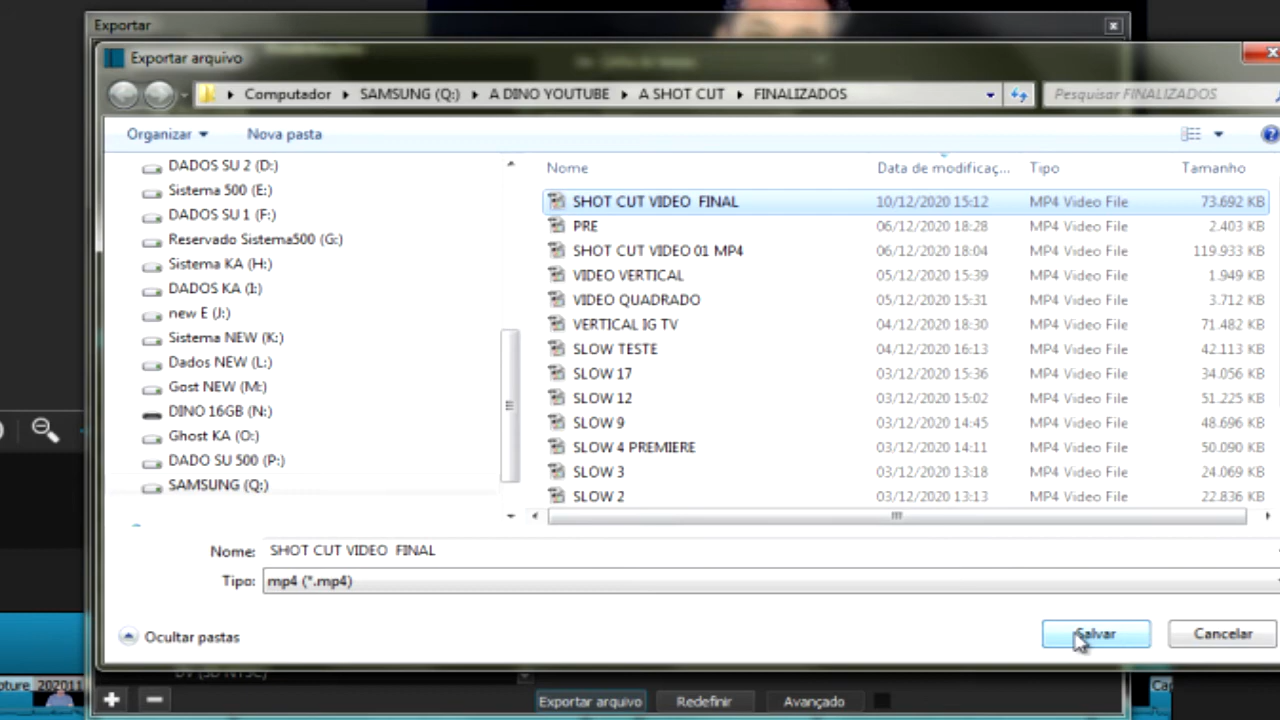 Exportar
Exportar arquivo
Computador SAMSUNG (Q:) A DINO YOUTUBE A SHOT CUT FINALIZADOS
Pesquisar FINALIZADOS
Organizar Nova pasta
DADOS SU 2 (D:)
Sistema 500 (E:)
DADOS SU 1 (F:)
Reservado Sistema500 (G:)
Sistema KA (H:)
DADOS KA (I:)
new E (J:)
Sistema NEW (K:)
Dados NEW (L:)
Gost NEW (M:)
DINO 16GB (N:)
Ghost KA (O:)
DADO SU 500 (P:)
SAMSUNG (Q:)
Nome Data de modificaç... Tipo Tamanho
SHOT CUT VIDEO  FINAL 10/12/2020 15:12 MP4 Video File 73.692 KB
PRE 06/12/2020 18:28 MP4 Video File 2.403 KB
SHOT CUT VIDEO 01 MP4 06/12/2020 18:04 MP4 Video File 119.933 KB
VIDEO VERTICAL 05/12/2020 15:39 MP4 Video File 1.949 KB
VIDEO QUADRADO 05/12/2020 15:31 MP4 Video File 3.712 KB
VERTICAL IG TV 04/12/2020 18:30 MP4 Video File 71.482 KB
SLOW TESTE 04/12/2020 16:13 MP4 Video File 42.113 KB
SLOW 17 03/12/2020 15:36 MP4 Video File 34.056 KB
SLOW 12 03/12/2020 15:02 MP4 Video File 51.225 KB
SLOW 9 03/12/2020 14:45 MP4 Video File 48.696 KB
SLOW 4 PREMIERE 03/12/2020 14:11 MP4 Video File 50.090 KB
SLOW 3 03/12/2020 13:18 MP4 Video File 24.069 KB
SLOW 2 03/12/2020 13:13 MP4 Video File 22.836 KB
Nome: SHOT CUT VIDEO  FINAL
Tipo: mp4 (*.mp4)
Ocultar pastas
Salvar Cancelar
DV (SD NTSC)
pture 202011
Cap
Exportar arquivo Redefinir Avançado